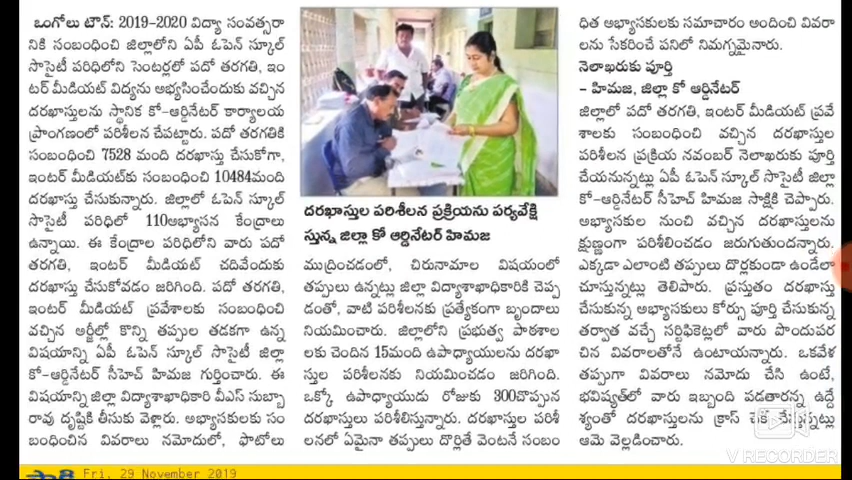 ఒంగోలు టౌన్: 2019-2020 విద్యా సంవత్సరా
నికి సంబంధించి జిల్లాలోని ఏపీ ఓపెన్ స్కూల్
సొసైటీ పరిధిలోని సెంటర్లలో పదో తరగతి, ఇం
టర్ మీడియట్ విద్యను అభ్యసించేందుకు వచ్చిన
దరఖాస్తులను స్థానిక కో-ఆర్డినేటర్ కార్యాలయ
ప్రాంగణంలో పరిశీలన చేపట్టారు. పదో తరగతికి
సంబంధించి 7528 మంది దరఖాస్తు చేసుకోగా,
ఇంటర్ మీడియట్‌కు సంబంధించి 10484మంది
దరఖాస్తు చేసుకున్నారు. జిల్లాలో ఓపెన్ స్కూల్
సొసైటీ పరిధిలో 110అభ్యాసన కేంద్రాలు
ఉన్నాయి. ఈ కేంద్రాల పరిధిలోని వారు పదో
తరగతి, ఇంటర్ మీడియట్ చదివేందుకు
దరఖాస్తు చేసుకోవడం జరిగింది. పదో తరగతి,
ఇంటర్ మీడియట్ ప్రవేశాలకు సంబంధించి
వచ్చిన అర్జీల్లో కొన్ని తప్పుల తడకగా ఉన్న
విషయాన్ని ఏపీ ఓపెన్ స్కూల్ సొసైటీ జిల్లా
కో-ఆర్డినేటర్ సీహెచ్ హిమజ గుర్తించారు. ఈ
విషయాన్ని జిల్లా విద్యాశాఖాధికారి వీఎస్ సుబ్బా
రావు దృష్టికి తీసుకు వెళ్లారు. అభ్యాసకులకు సం
బంధించిన వివరాలు నమోదులో, ఫొటోలు
దరఖాస్తుల పరిశీలన ప్రక్రియను పర్యవేక్షి
స్తున్న జిల్లా కో ఆర్డినేటర్ హిమజ
ముద్రించడంలో, చిరునామాల విషయంలో
తప్పులు ఉన్నట్లు జిల్లా విద్యాశాఖాధికారికి చెప్ప
డంతో, వాటి పరిశీలనకు ప్రత్యేకంగా బృందాలు
నియమించారు. జిల్లాలోని ప్రభుత్వ పాఠశాల
లకు చెందిన 15మంది ఉపాధ్యాయులను దరఖా
స్తుల పరిశీలనకు నియమించడం జరిగింది.
ఒక్కో ఉపాధ్యాయుడు రోజుకు 300చొప్పున
దరఖాస్తులు పరిశీలిస్తున్నారు. దరఖాస్తుల పరిశీ
లనలో ఏమైనా తప్పులు దొర్లితే వెంటనే సంబం
ధిత అభ్యాసకులకు సమాచారం అందించి వివరా
లను సేకరించే పనిలో నిమగ్నమైనారు.
నెలాఖరుకు పూర్తి
- హిమజ, జిల్లా కో ఆర్డినేటర్
జిల్లాలో పదో తరగతి, ఇంటర్ మీడియట్ ప్రవే
శాలకు సంబంధించి వచ్చిన దరఖాస్తుల
పరిశీలన ప్రక్రియ నవంబర్ నెలాఖరుకు పూర్తి
చేయనున్నట్లు ఏపీ ఓపెన్ స్కూల్ సొసైటీ జిల్లా
కో-ఆర్డినేటర్ సీహెచ్ హిమజ సాక్షికి చెప్పారు.
అభ్యాసకుల నుంచి వచ్చిన దరఖాస్తులను
క్షుణ్ణంగా పరిశీలించడం జరుగుతుందన్నారు.
ఎక్కడా ఎలాంటి తప్పులు దొర్లకుండా ఉండేలా
చూస్తున్నట్లు తెలిపారు. ప్రస్తుతం దరఖాస్తు
చేసుకున్న అభ్యాసకులు కోర్సు పూర్తి చేసుకున్న
తర్వాత వచ్చే సర్టిఫికెట్లలో వారు పొందుపర
చిన వివరాలతోనే ఉంటాయన్నారు. ఒకవేళ
తప్పుగా వివరాలు నమోదు చేసి ఉంటే,
భవిష్యత్‌లో వారు ఇబ్బంది పడతారన్న ఉద్దే
శ్యంతో దరఖాస్తులను క్రాస్ చెక్ చేస్తున్నట్లు
ఆమె వెల్లడించారు.
సాక్షి Fri, 29 November 2019
V RECORDER